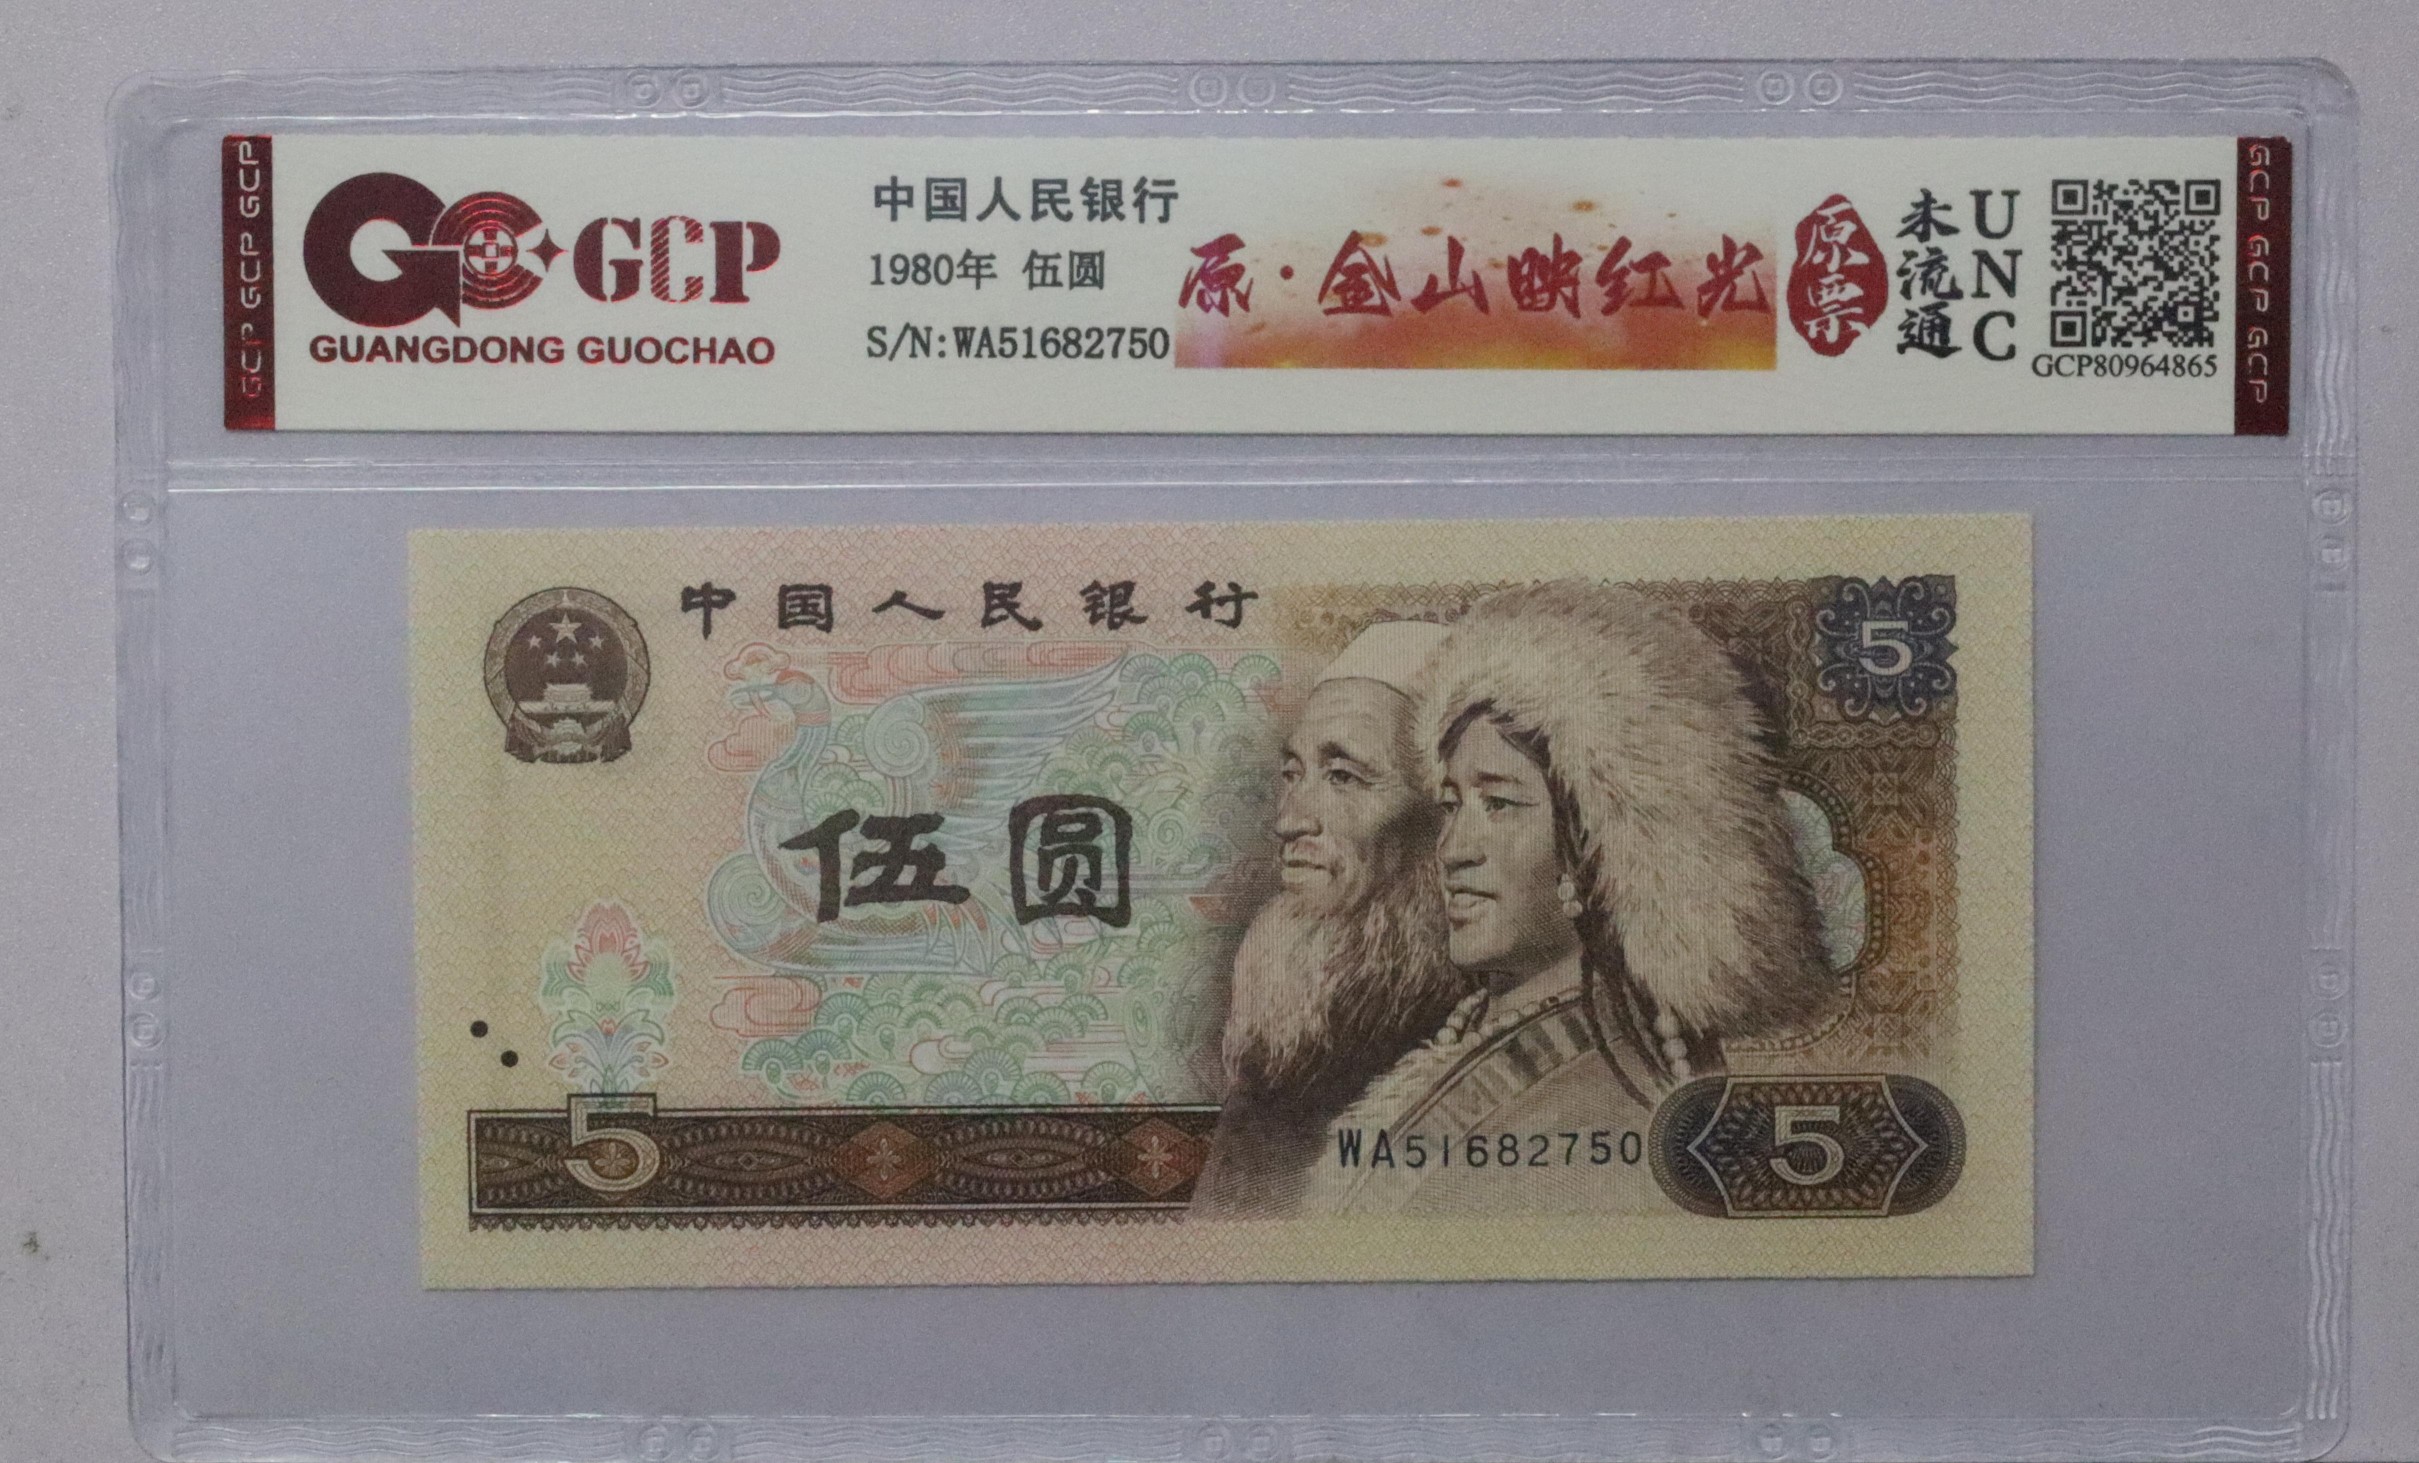 GCP GCP GCP
GCP
GUANGDONG GUOCHAO
中国人民银行
1980年 伍圆
S/N:WA51682750
原·金山映红光
原票
未流通
UNC
GCP80964865
GCP GCP GCP
中国人民银行
伍圆
5
5
WA51682750
5